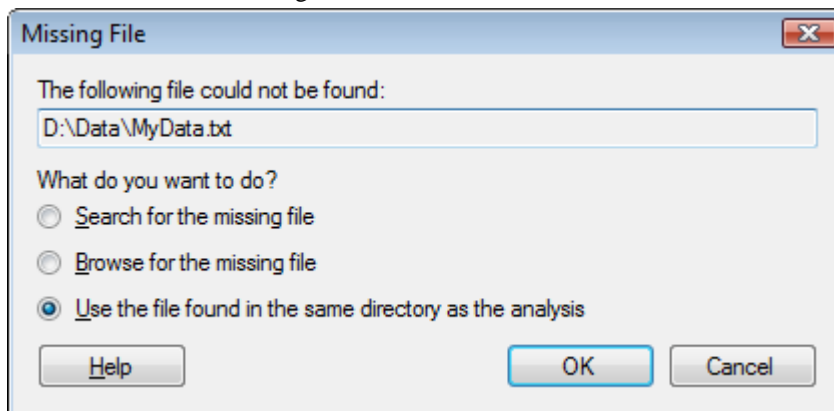 Missing File
The following file could not be found:
D:\Data\MyData.txt
What do you want to do?
Search for the missing file
Browse for the missing file
Use the file found in the same directory as the analysis
Help OK Cancel